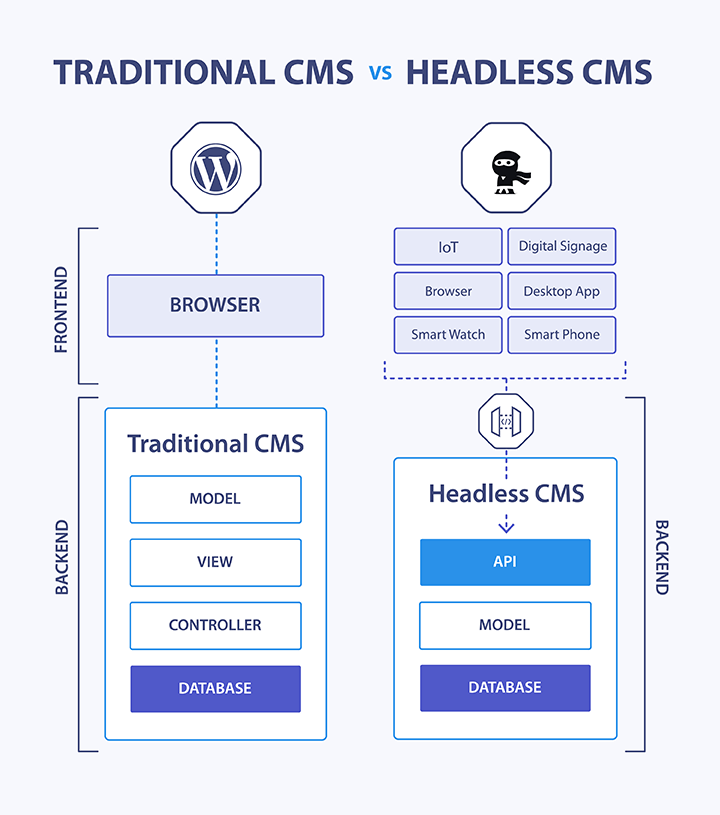 TRADITIONAL CMS vs HEADLESS CMS
W
FRONTEND
BROWSER
BACKEND
Traditional CMS
MODEL
VIEW
CONTROLLER
DATABASE
IoT
Digital Signage
Browser
Desktop App
Smart Watch
Smart Phone
</>
BACKEND
Headless CMS
API
MODEL
DATABASE